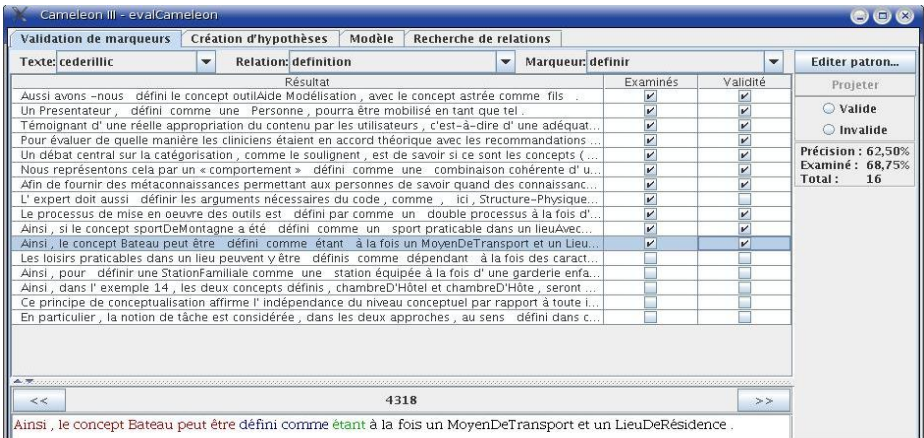 Cameleon III - evalCameleon
Validation de marqueurs Création d'hypothèses Modèle Recherche de relations
Texte: cederillic Relation: definition Marqueur: definir Editer patron...
Résultat Examinés Validité Projeter
Aussi avons -nous défini le concept outilAide Modélisation , avec le concept astrée comme fils .
Un Presentateur , défini comme une Personne , pourra être mobilisé en tant que tel .
Valide
Témoignant d' une réelle appropriation du contenu par les utilisateurs , c'est-à-dire d' une adéquat...
Invalide
Pour évaluer de quelle manière les cliniciens étaient en accord théorique avec les recommandations ...
Un débat central sur la catégorisation , comme le soulignent , est de savoir si ce sont les concepts ( ...
Précision : 62,50%
Nous représentons cela par un « comportement » défini comme une combinaison cohérente d' u...
Examiné : 68,75%
Afin de fournir des métaconnaissances permettant aux personnes de savoir quand des connaissanc...
Total : 16
L' expert doit aussi définir les arguments nécessaires du code , comme , ici , Structure-Physique...
Le processus de mise en oeuvre des outils est défini par comme un double processus à la fois d'...
Ainsi , si le concept sportDeMontagne a été défini comme un sport praticable dans un lieuAvec...
Ainsi , le concept Bateau peut être défini comme étant à la fois un MoyenDeTransport et un Lieu...
Les loisirs praticables dans un lieu peuvent y être définis comme dépendant à la fois des caract...
Ainsi , pour définir une StationFamiliale comme une station équipée à la fois d' une garderie enfa...
Ainsi , dans l' exemple 14 , les deux concepts définis , chambreD'Hôtel et chambreD'Hôte , seront ...
Ce principe de conceptualisation affirme l' indépendance du niveau conceptuel par rapport à toute i...
En particulier , la notion de tâche est considérée , dans les deux approches , au sens défini dans c...
<< 4318 >>
Ainsi , le concept Bateau peut être défini comme étant à la fois un MoyenDeTransport et un LieuDeRésidence .